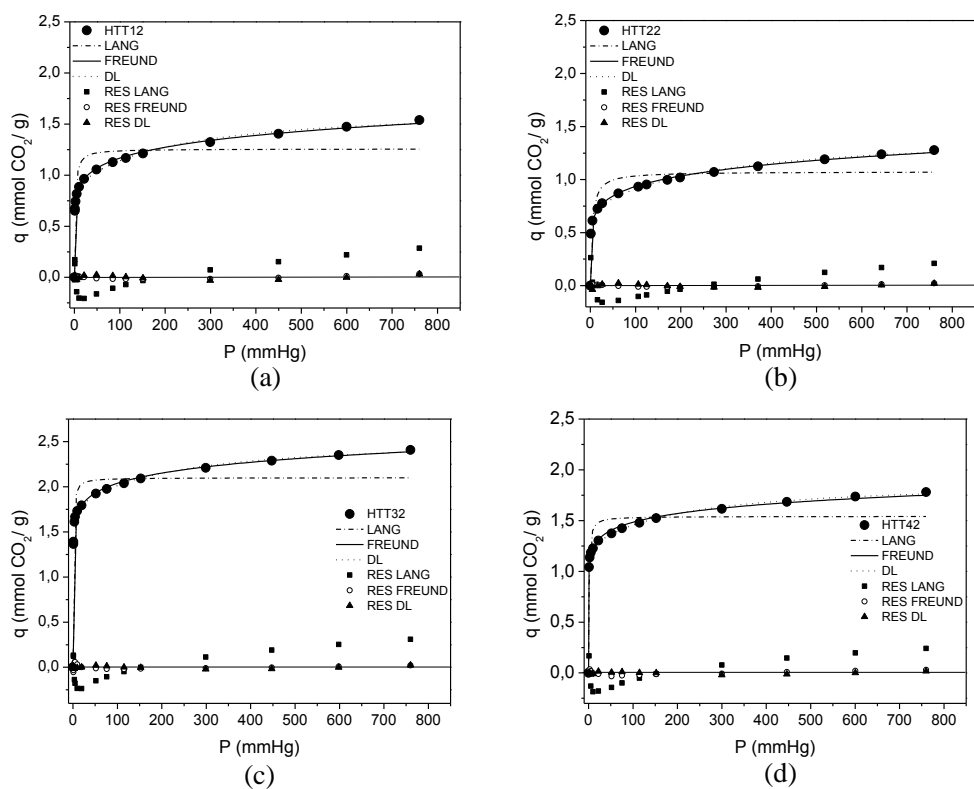 2,5
2,0
1,5
1,0
0,5
0,0
q (mmol CO₂/ g)
HTT12
LANG
FREUND
DL
RES LANG
RES FREUND
RES DL
0 100 200 300 400 500 600 700 800
P (mmHg)
(a)
2,5
2,0
1,5
1,0
0,5
0,0
q (mmol CO₂/ g)
HTT22
LANG
FREUND
DL
RES LANG
RES FREUND
RES DL
0 100 200 300 400 500 600 700 800
P (mmHg)
(b)
2,5
2,0
1,5
1,0
0,5
0,0
q (mmol CO₂/ g)
HTT32
LANG
FREUND
DL
RES LANG
RES FREUND
RES DL
0 100 200 300 400 500 600 700 800
P (mmHg)
(c)
2,5
2,0
1,5
1,0
0,5
0,0
q (mmol CO₂/ g)
HTT42
LANG
FREUND
DL
RES LANG
RES FREUND
RES DL
0 100 200 300 400 500 600 700 800
P (mmHg)
(d)